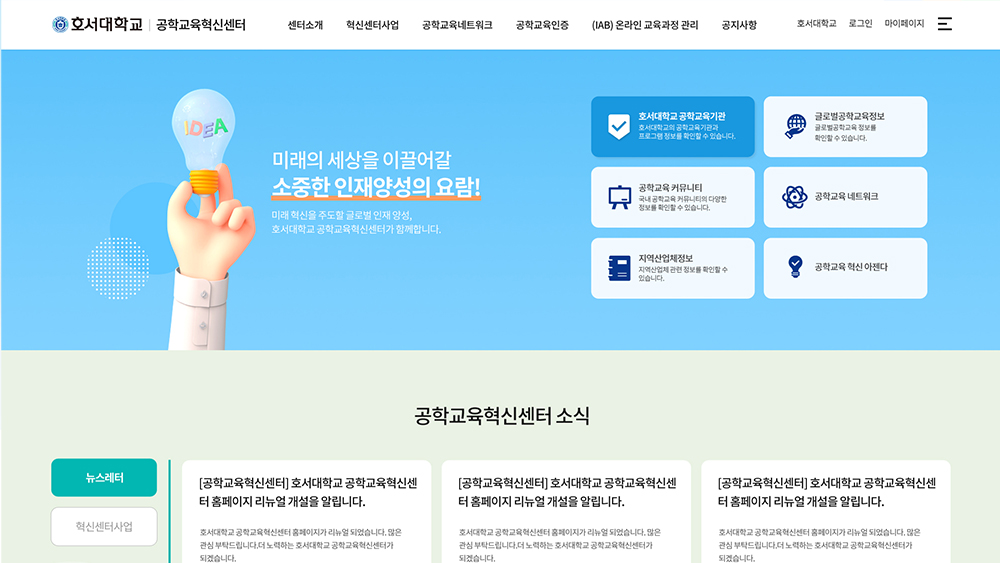 호서대학교 | 공학교육혁신센터
센터소개 혁신센터사업 공학교육네트워크 공학교육인증 (IAB) 온라인 교육과정 관리 공지사항
호서대학교 로그인 마이페이지
IDEA
미래의 세상을 이끌어갈
소중한 인재양성의 요람!
미래 혁신을 주도할 글로벌 인재 양성,
호서대학교 공학교육혁신센터가 함께합니다.
호서대학교 공학교육기관
호서대학교의 공학교육기관과
프로그램 정보를 확인할 수 있습니다.
글로벌공학교육정보
글로벌공학교육 정보를
확인할 수 있습니다.
공학교육 커뮤니티
국내 공학교육 커뮤니티의 다양한
정보를 확인할 수 있습니다.
공학교육 네트워크
지역산업체정보
지역산업체 관련 정보를 확인할 수
있습니다.
공학교육 혁신 아젠다
공학교육혁신센터 소식
뉴스레터
혁신센터사업
[공학교육혁신센터] 호서대학교 공학교육혁신센
터 홈페이지 리뉴얼 개설을 알립니다.
호서대학교 공학교육혁신센터 홈페이지가 리뉴얼 되었습니다. 많은
관심 부탁드립니다.더 노력하는 호서대학교 공학교육혁신센터가
되겠습니다.
[공학교육혁신센터] 호서대학교 공학교육혁신센
터 홈페이지 리뉴얼 개설을 알립니다.
호서대학교 공학교육혁신센터 홈페이지가 리뉴얼 되었습니다. 많은
관심 부탁드립니다.더 노력하는 호서대학교 공학교육혁신센터가
되겠습니다.
[공학교육혁신센터] 호서대학교 공학교육혁신센
터 홈페이지 리뉴얼 개설을 알립니다.
호서대학교 공학교육혁신센터 홈페이지가 리뉴얼 되었습니다. 많은
관심 부탁드립니다.더 노력하는 호서대학교 공학교육혁신센터가
되겠습니다.